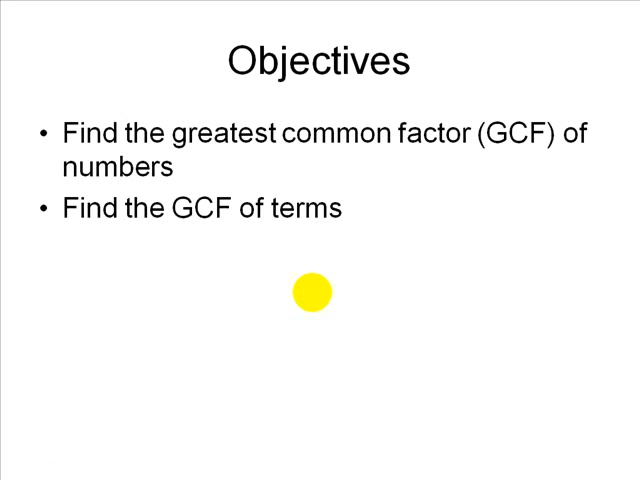 Objectives
• Find the greatest common factor (GCF) of
numbers
• Find the GCF of terms